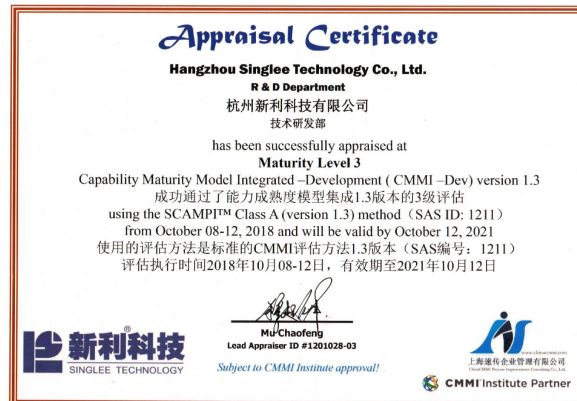 Appraisal Certificate
Hangzhou Singlee Technology Co., Ltd.
R & D Department
杭州新利科技有限公司
技术研发部
has been successfully appraised at
Maturity Level 3
Capability Maturity Model Integrated –Development ( CMMI –Dev) version 1.3
成功通过了能力成熟度模型集成1.3版本的3级评估
using the SCAMPI™ Class A (version 1.3) method（SAS ID: 1211）
from October 08-12, 2018 and will be valid by October 12, 2021
使用的评估方法是标准的CMMI评估方法1.3版本（SAS编号：1211）
评估执行时间2018年10月08-12日，有效期至2021年10月12日
Mu Chaofeng
Lead Appraiser ID #1201028-03
Subject to CMMI Institute approval!
新利科技®
SINGLEE TECHNOLOGY
www.chinacmmi.com
上海速传企业管理有限公司
ChinaCMMI Process Improvement Consulting Co., Ltd.
CMMI Institute Partner